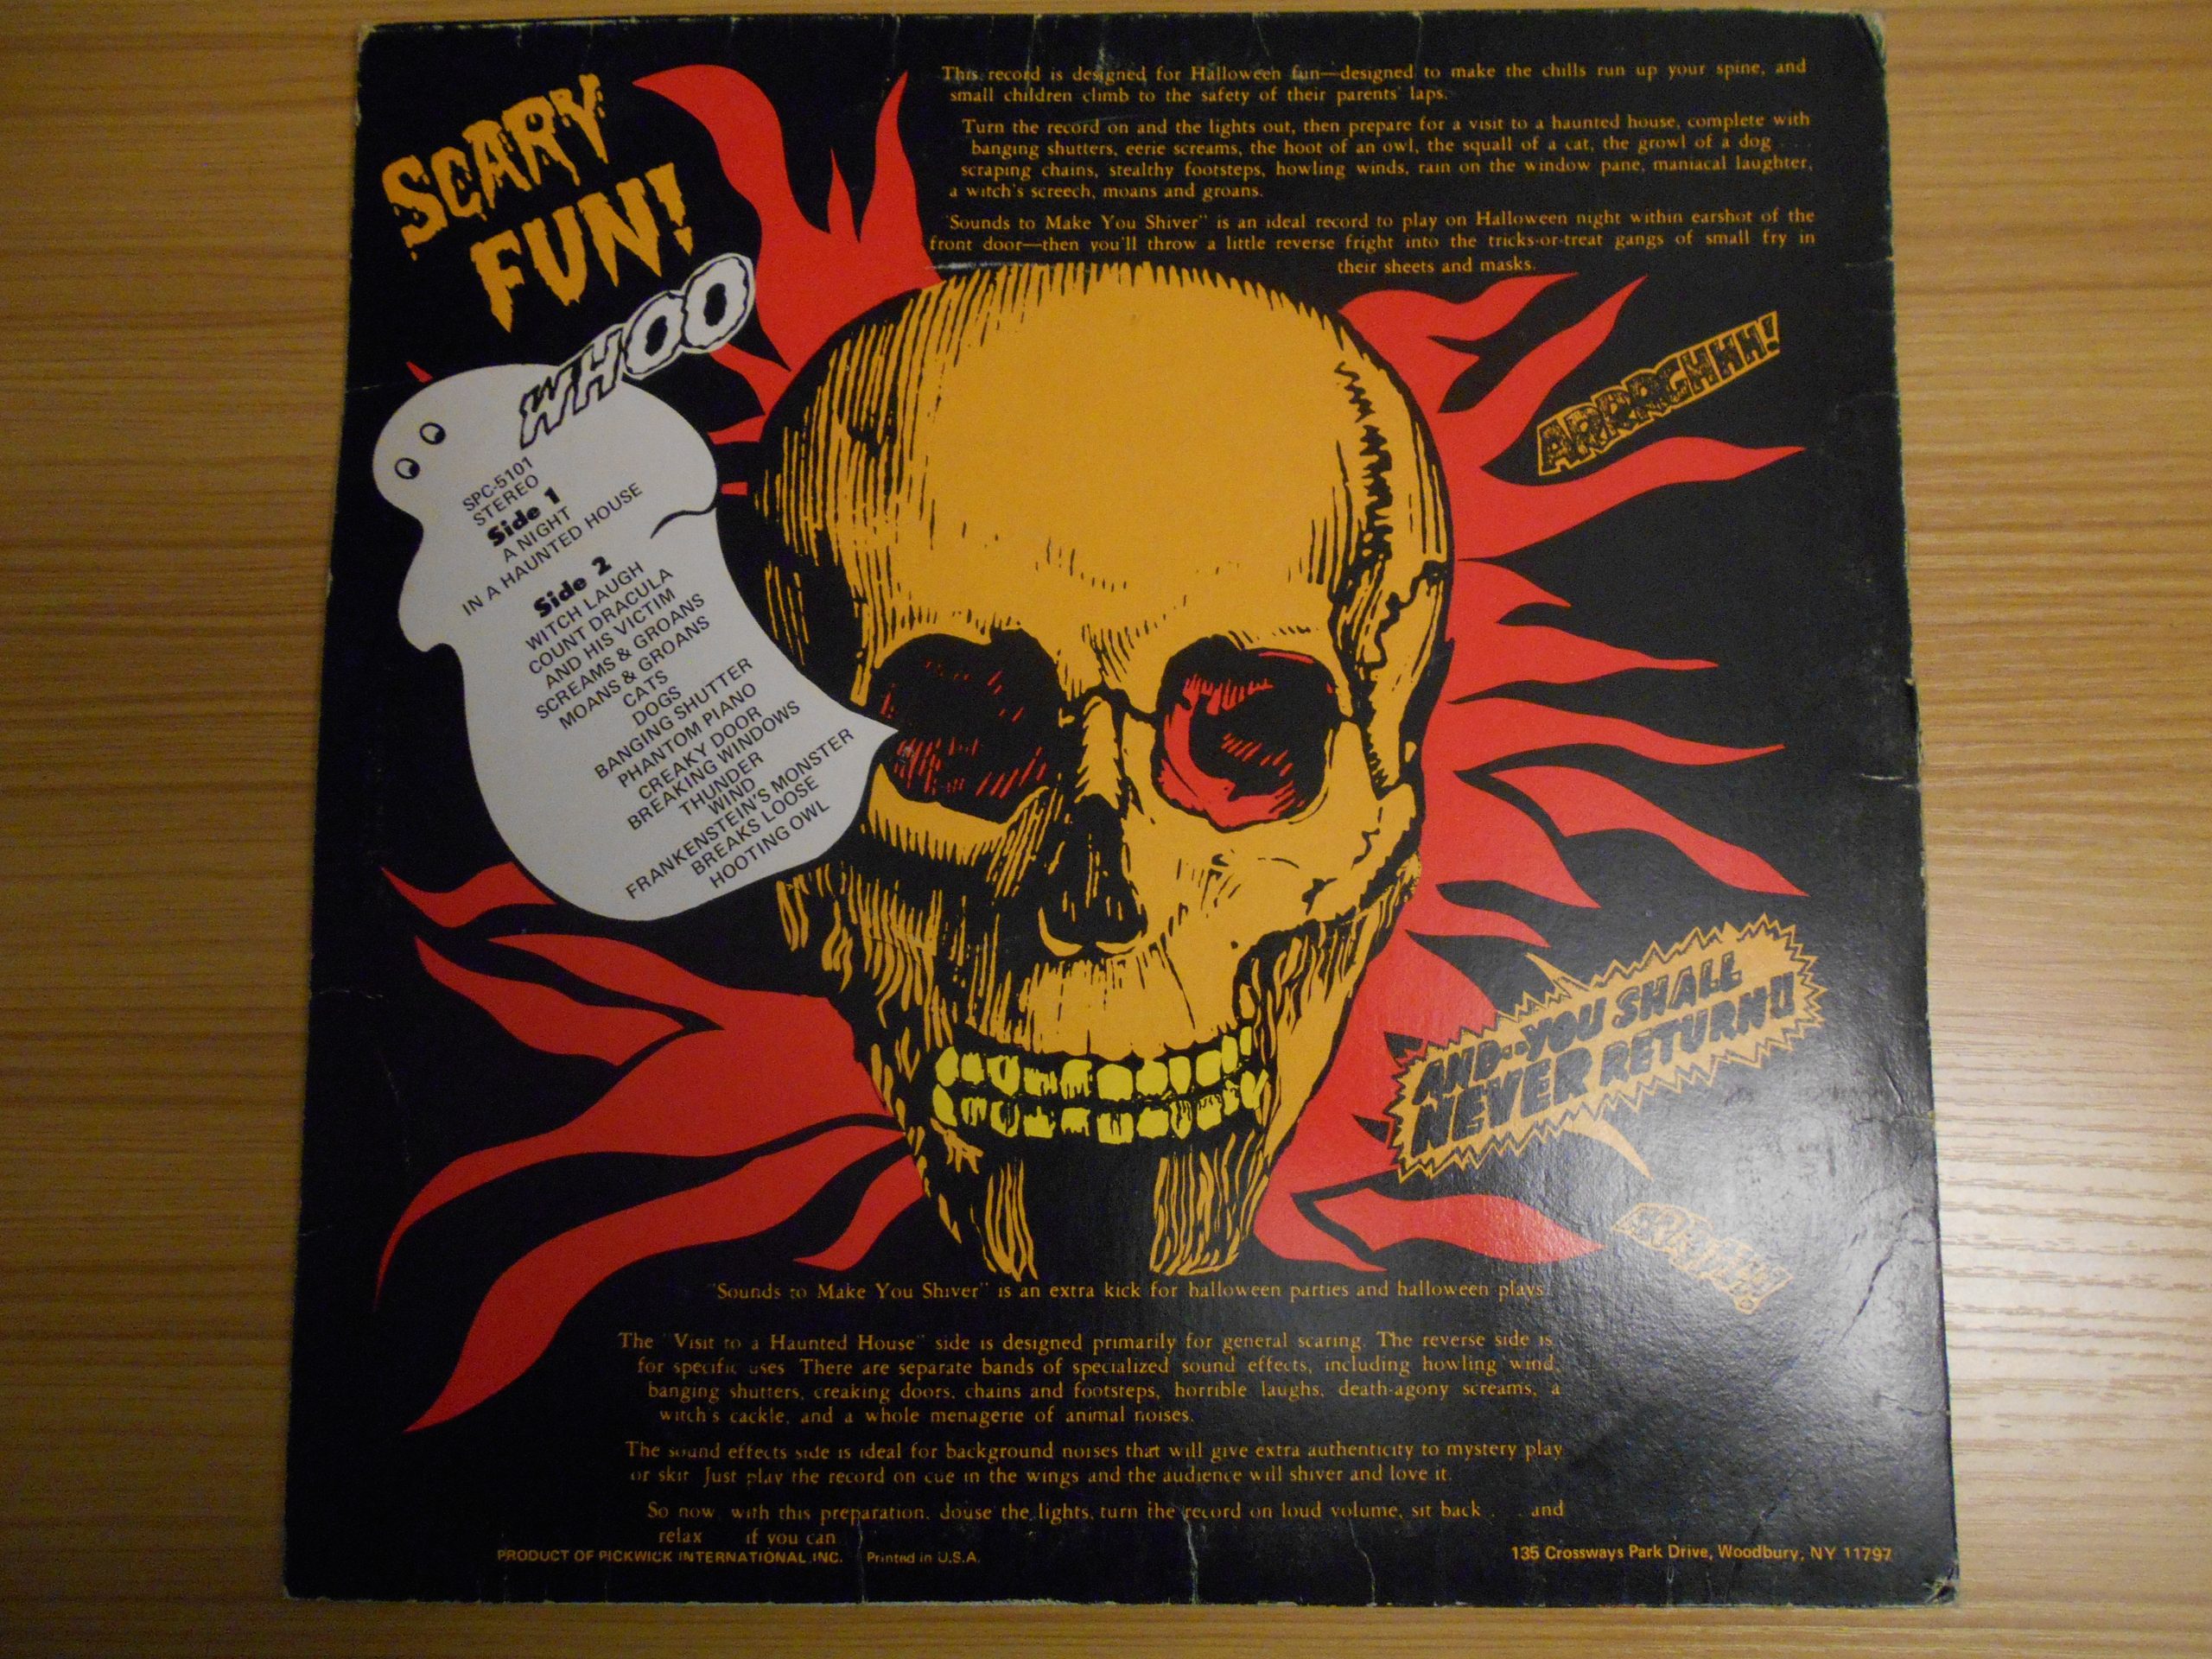 SCARY
FUN!
This record is designed for Halloween fun—designed to make the chills run up your spine, and
small children climb to the safety of their parents' laps.
Turn the record on and the lights out, then prepare for a visit to a haunted house, complete with
banging shutters, eerie screams, the hoot of an owl, the squall of a cat, the growl of a dog . . .
scraping chains, stealthy footsteps, howling winds, rain on the window pane, maniacal laughter,
a witch's screech, moans and groans.
"Sounds to Make You Shiver" is an ideal record to play on Halloween night within earshot of the
front door—then you'll throw a little reverse fright into the tricks-or-treat gangs of small fry in
their sheets and masks.
WHOO
SPC-5101
STEREO
Side 1
A NIGHT
IN A HAUNTED HOUSE
Side 2
WITCH LAUGH
COUNT DRACULA
AND HIS VICTIM
SCREAMS & GROANS
MOANS & GROANS
CATS
DOGS
BANGING SHUTTER
PHANTOM PIANO
CREAKY DOOR
BREAKING WINDOWS
THUNDER
WIND
FRANKENSTEIN'S MONSTER
BREAKS LOOSE
HOOTING OWL
ARRRGHHH!
AND--YOU SHALL
NEVER RETURN!!
"Sounds to Make You Shiver" is an extra kick for halloween parties and halloween plays
The "Visit to a Haunted House" side is designed primarily for general scaring. The reverse side is
for specific uses There are separate bands of specialized sound effects, including howling wind,
banging shutters, creaking doors, chains and footsteps, horrible laughs, death-agony screams, a
witch's cackle, and a whole menagerie of animal noises.
The sound effects side is ideal for background noises that will give extra authenticity to mystery play
or skit Just play the record on cue in the wings and the audience will shiver and love it.
So now, with this preparation, douse the lights, turn the record on loud volume, sit back . . . and
relax if you can
PRODUCT OF PICKWICK INTERNATIONAL, INC. Printed in U.S.A.
135 Crossways Park Drive, Woodbury, NY 11797